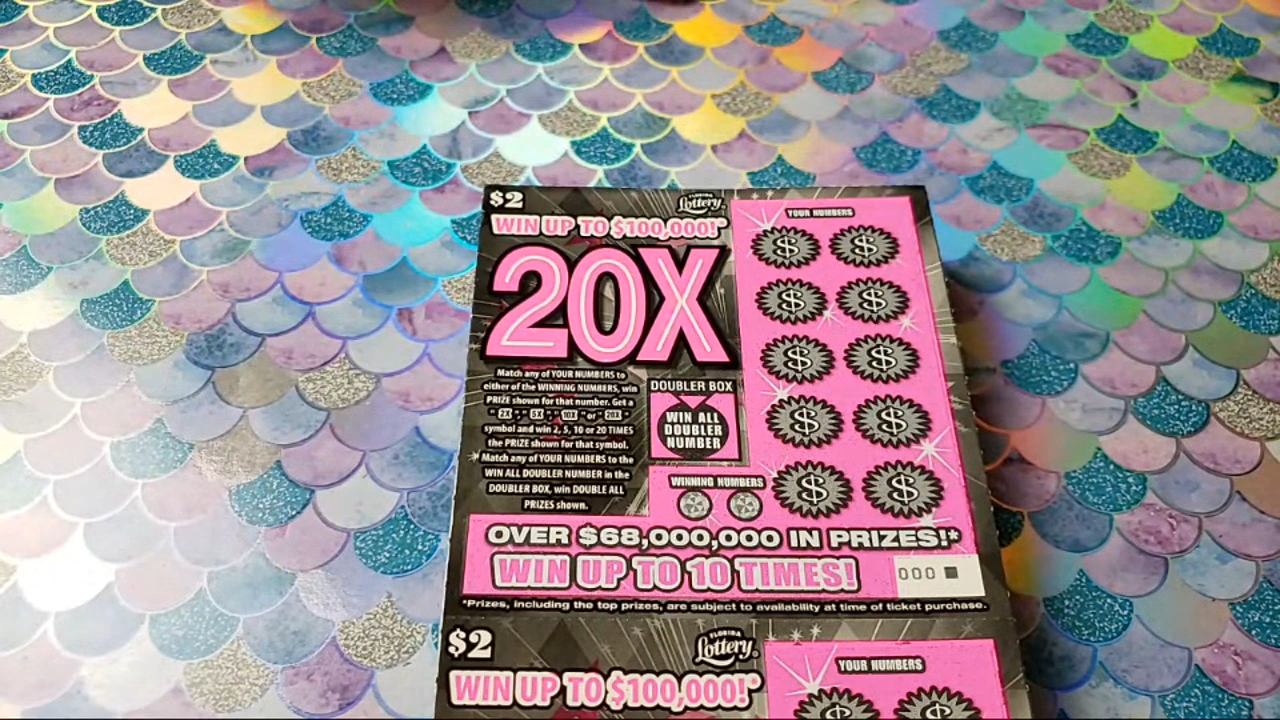 $2
FLORIDA
Lottery
WIN UP TO $100,000!*
20X
Match any of YOUR NUMBERS to
either of the WINNING NUMBERS, win
PRIZE shown for that number. Get a
"2X", "5X", "10X" or "20X"
symbol and win 2, 5, 10 or 20 TIMES
the PRIZE shown for that symbol.
Match any of YOUR NUMBERS to the
WIN ALL DOUBLER NUMBER in the
DOUBLER BOX, win DOUBLE ALL
PRIZES shown.
DOUBLER BOX
WIN ALL
DOUBLER
NUMBER
YOUR NUMBERS
$ $
$ $
$ $
$ $
$ $
WINNING NUMBERS
OVER $68,000,000 IN PRIZES!*
WIN UP TO 10 TIMES!
000
*Prizes, including the top prizes, are subject to availability at time of ticket purchase.
$2
FLORIDA
Lottery
WIN UP TO $100,000!*
YOUR NUMBERS
$ $